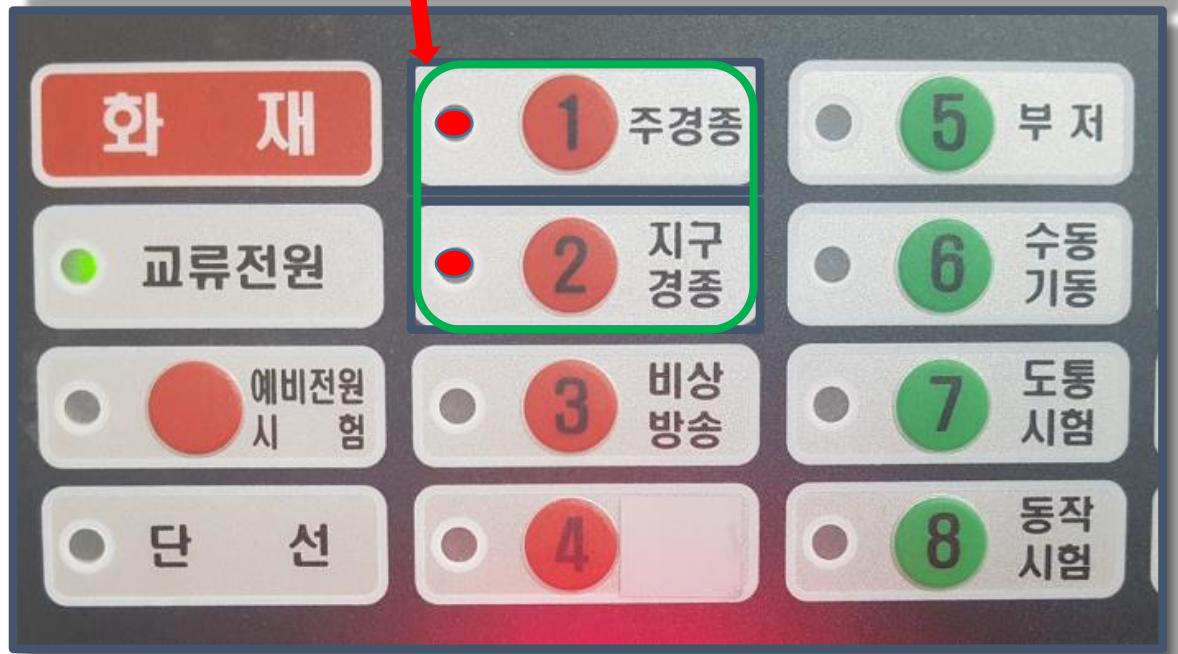 화 재
1 주경종
5 부 저
교류전원
2 지구
경종
6 수동
기동
예비전원
시 험
3 비상
방송
7 도통
시험
단 선
4
8 동작
시험